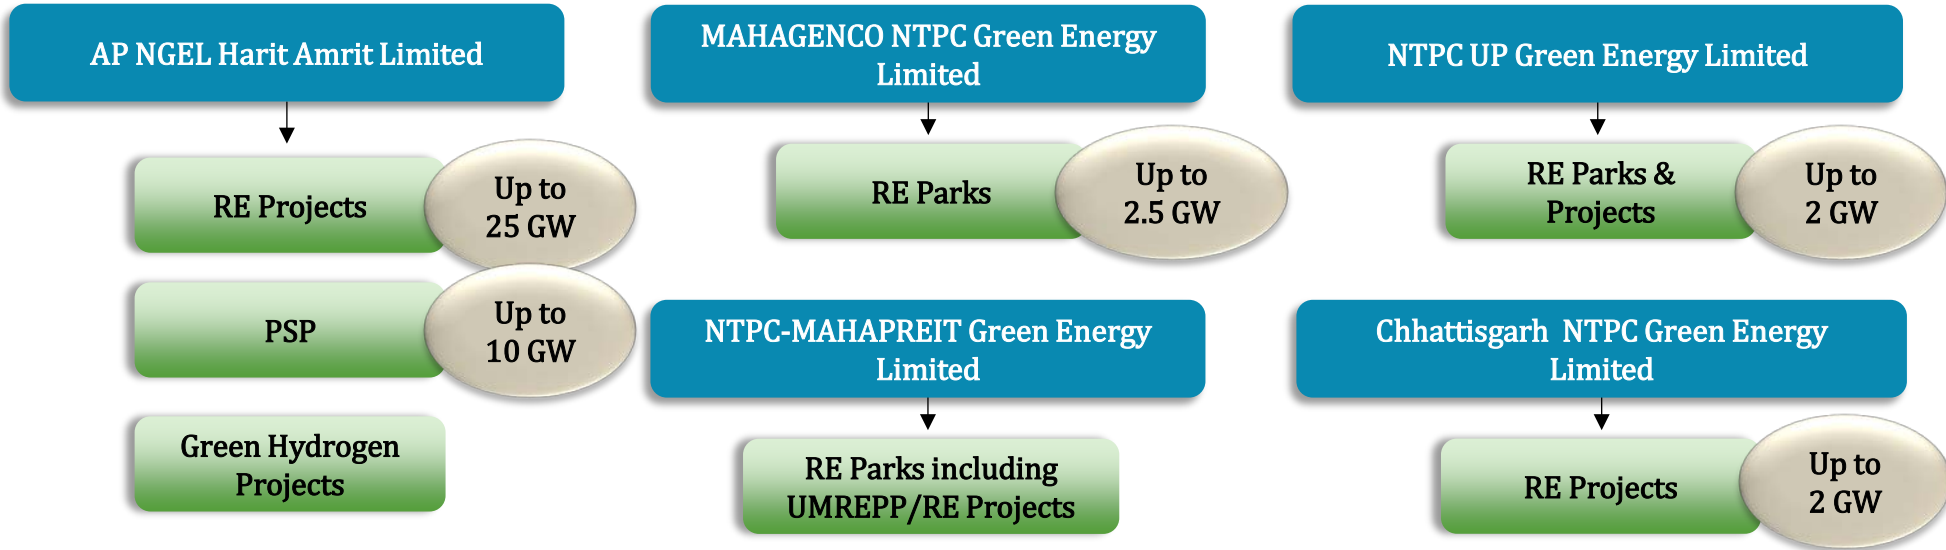 AP NGEL Harit Amrit Limited
RE Projects
Up to
25 GW
PSP
Up to
10 GW
Green Hydrogen
Projects
MAHAGENCO NTPC Green Energy
Limited
RE Parks
Up to
2.5 GW
NTPC-MAHAPREIT Green Energy
Limited
RE Parks including
UMREPP/RE Projects
NTPC UP Green Energy Limited
RE Parks &
Projects
Up to
2 GW
Chhattisgarh NTPC Green Energy
Limited
RE Projects
Up to
2 GW